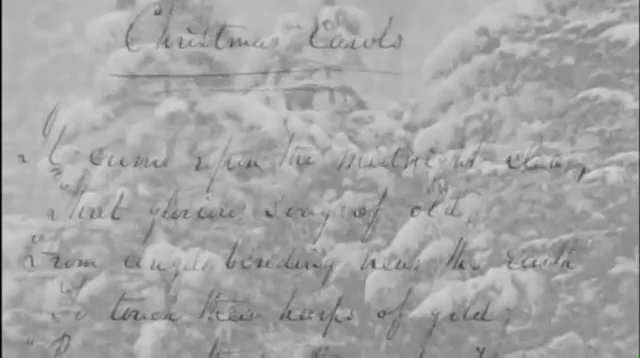 Christmas Carols
"It came upon the midnight clear,
"That glorious song of old,
"From angels bending near the earth
"To touch their harps of gold;